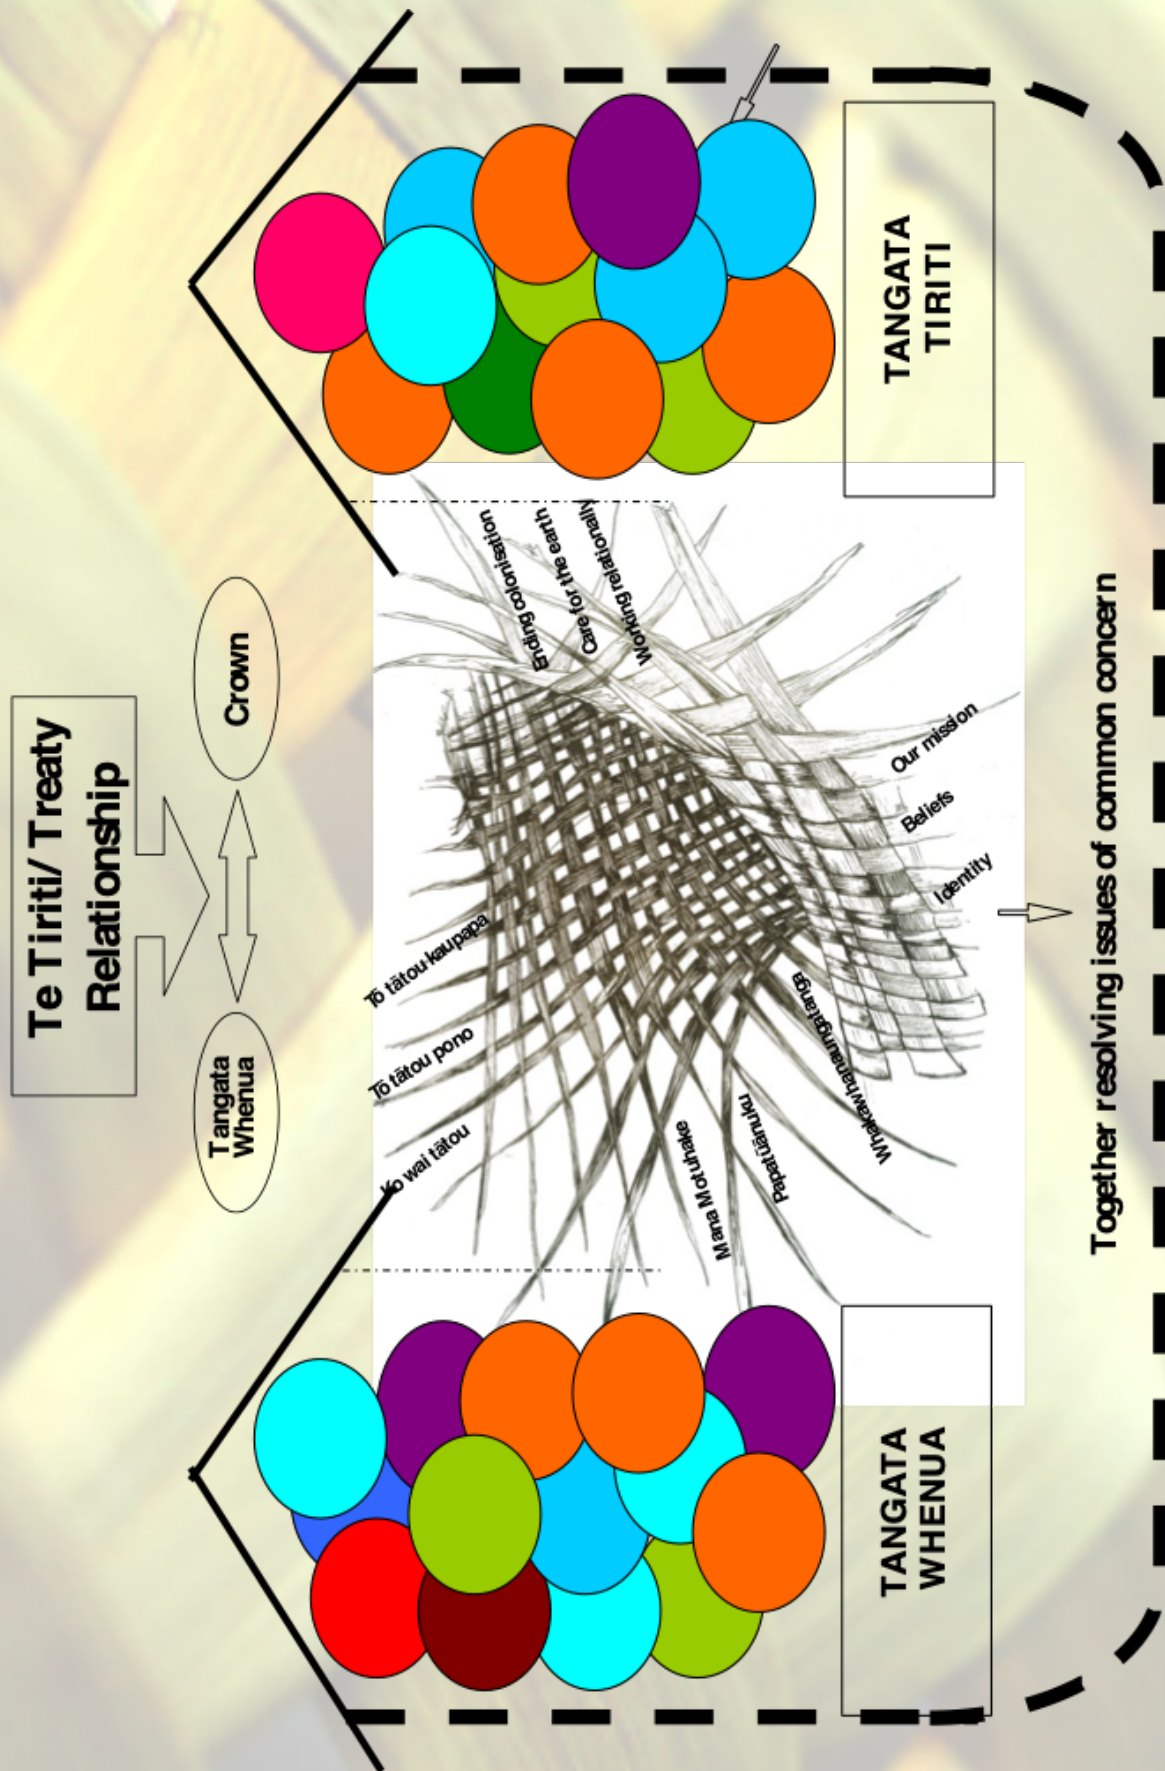 Te Tiriti/ Treaty
Relationship
Tangata
Whenua
Crown
Tō tātou kaupapa
Tō tātou pono
Ko wai tātou
Ending colonisation
Care for the earth
Working relationally
Mana Motuhake
Papatūānuku
Whakawhanaungatanga
Our mission
Beliefs
Identity
TANGATA
WHENUA
TANGATA
TIRITI
Together resolving issues of common concern